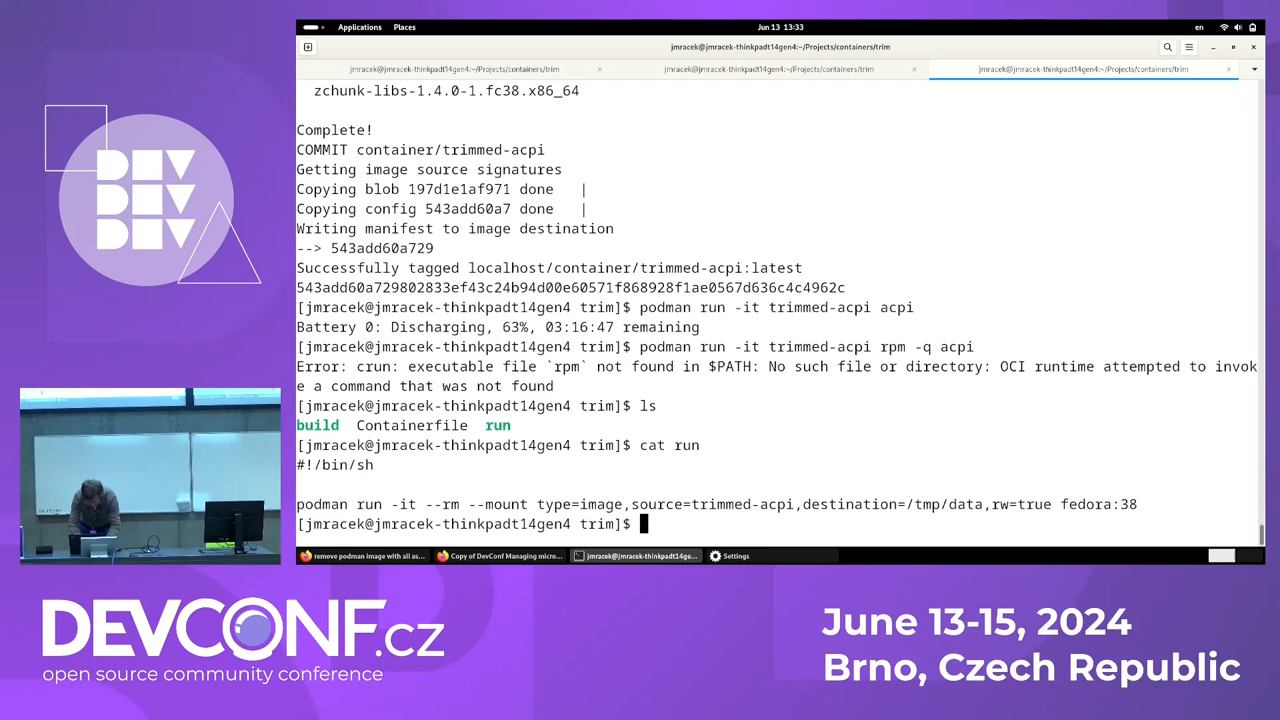 Applications Places
Jun 13 13:33
en
jmracek@jmracek-thinkpadt14gen4:~/Projects/containers/trim
jmracek@jmracek-thinkpadt14gen4:~/Projects/containers/trim
jmracek@jmracek-thinkpadt14gen4:~/Projects/containers/trim
jmracek@jmracek-thinkpadt14gen4:~/Projects/containers/trim
zchunk-libs-1.4.0-1.fc38.x86_64
Complete!
COMMIT container/trimmed-acpi
Getting image source signatures
Copying blob 197d1e1af971 done |
Copying config 543add60a7 done |
Writing manifest to image destination
--> 543add60a729
Successfully tagged localhost/container/trimmed-acpi:latest
543add60a729802833ef43c24b94d00e60571f868928f1ae0567d636c4c4962c
[jmracek@jmracek-thinkpadt14gen4 trim]$ podman run -it trimmed-acpi acpi
Battery 0: Discharging, 63%, 03:16:47 remaining
[jmracek@jmracek-thinkpadt14gen4 trim]$ podman run -it trimmed-acpi rpm -q acpi
Error: crun: executable file `rpm` not found in $PATH: No such file or directory: OCI runtime attempted to invok
e a command that was not found
[jmracek@jmracek-thinkpadt14gen4 trim]$ ls
build Containerfile run
[jmracek@jmracek-thinkpadt14gen4 trim]$ cat run
#!/bin/sh
podman run -it --rm --mount type=image,source=trimmed-acpi,destination=/tmp/data,rw=true fedora:38
[jmracek@jmracek-thinkpadt14gen4 trim]$
remove podman image with all as...
Copy of DevConf Managing micro...
jmracek@jmracek-thinkpadt14ge...
Settings
DEV
DEV
DEV
DEVCONF.cz
open source community conference
June 13-15, 2024
Brno, Czech Republic